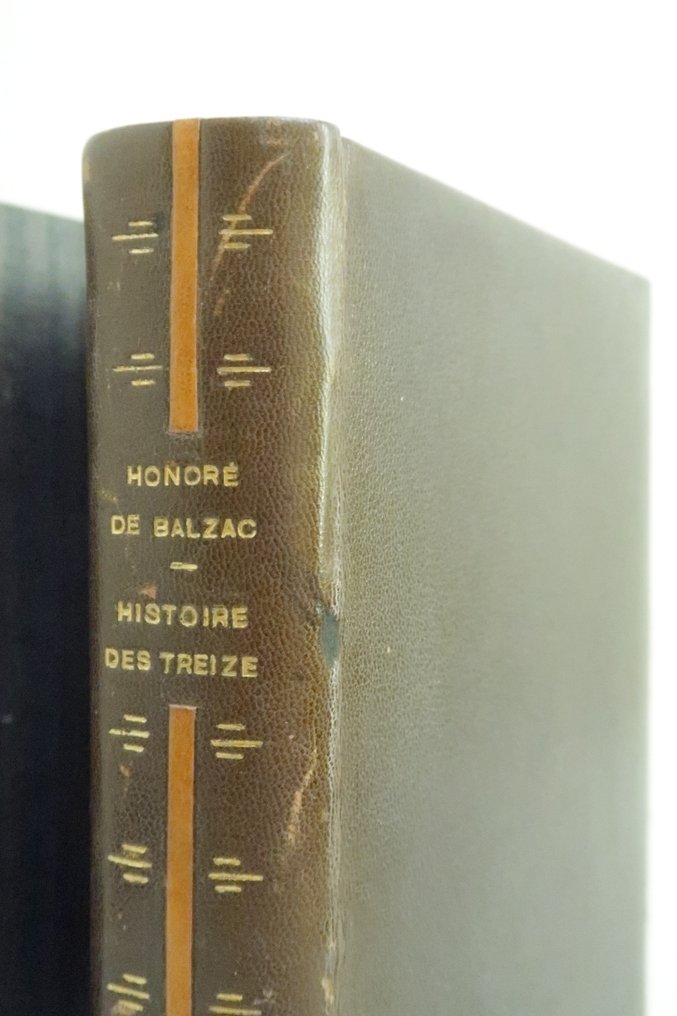 HONORÉ
DE BALZAC
—
HISTOIRE
DES TREIZE